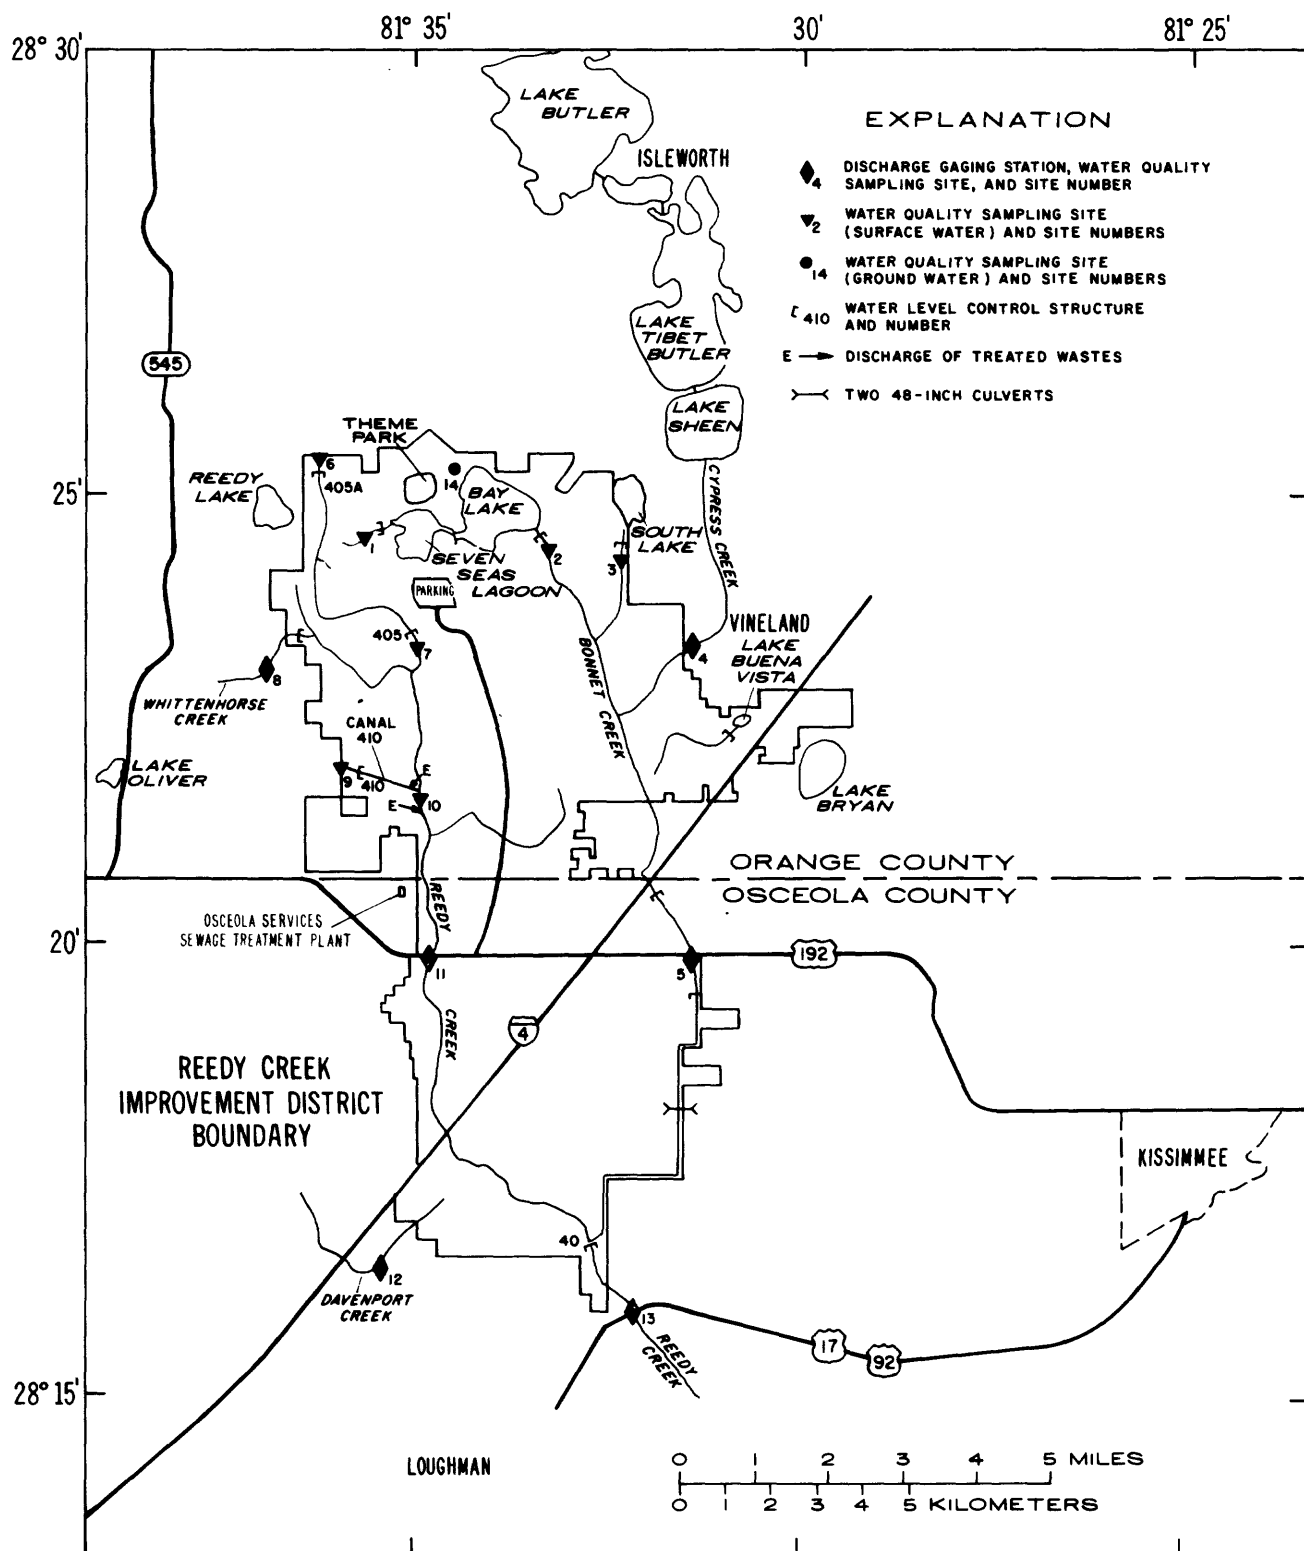 81° 35'
30'
81° 25'
28° 30'
LAKE
BUTLER
ISLEWORTH
EXPLANATION
4
DISCHARGE GAGING STATION, WATER QUALITY
SAMPLING SITE, AND SITE NUMBER
2
WATER QUALITY SAMPLING SITE
(SURFACE WATER) AND SITE NUMBERS
14
WATER QUALITY SAMPLING SITE
(GROUND WATER) AND SITE NUMBERS
410
WATER LEVEL CONTROL STRUCTURE
AND NUMBER
E
DISCHARGE OF TREATED WASTES
TWO 48-INCH CULVERTS
545
LAKE
TIBET
BUTLER
LAKE
SHEEN
THEME
PARK
6
405A
14
REEDY
LAKE
25'
BAY
LAKE
CYPRESS CREEK
SOUTH
LAKE
1
2
3
SEVEN
SEAS
LAGOON
PARKING
405
7
BONNET CREEK
4
VINELAND
LAKE
BUENA
VISTA
8
WHITTENHORSE
CREEK
CANAL
410
LAKE
OLIVER
9
410
E
E
10
LAKE
BRYAN
ORANGE COUNTY
OSCEOLA COUNTY
REEDY
OSCEOLA SERVICES
SEWAGE TREATMENT PLANT
20'
11
5
192
CREEK
4
REEDY CREEK
IMPROVEMENT DISTRICT
BOUNDARY
KISSIMMEE
40
12
DAVENPORT
CREEK
13
REEDY
CREEK
17
92
28° 15'
LOUGHMAN
0 1 2 3 4 5 MILES
0 1 2 3 4 5 KILOMETERS